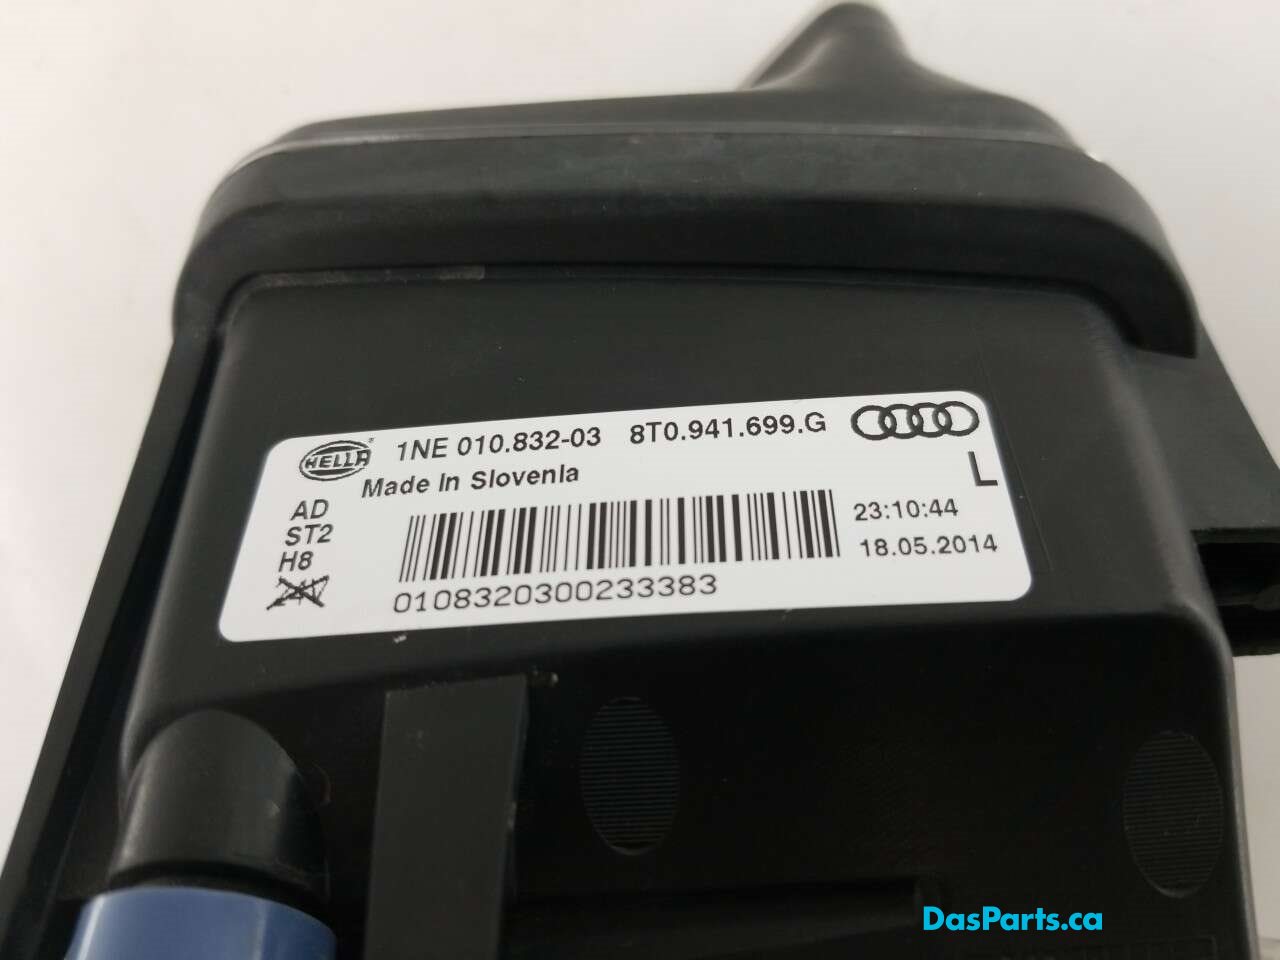 HELLA 1NE 010.832-03 8T0.941.699.G
Made In Slovenia
L
AD
ST2
H8
24V
23:10:44
18.05.2014
0108320300233383
DasParts.ca